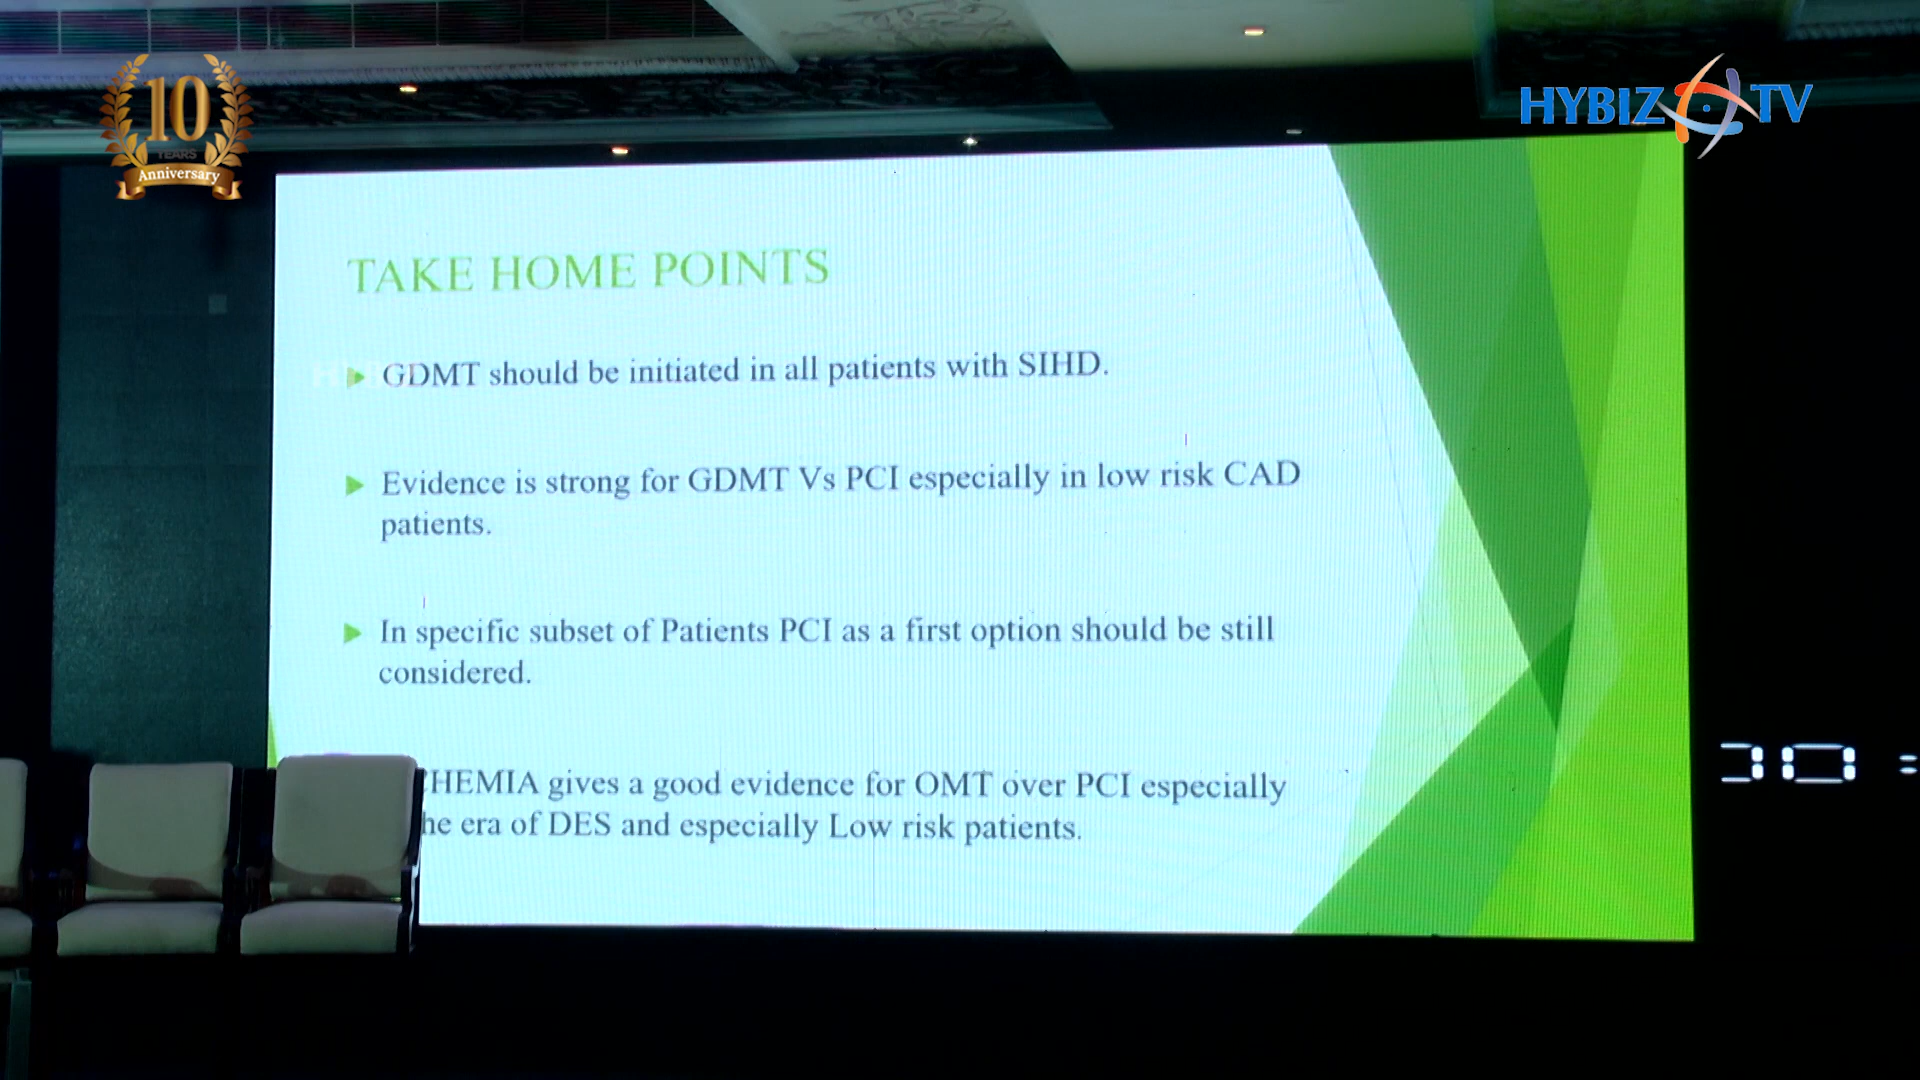 10
YEARS
Anniversary
HYBIZ TV
TAKE HOME POINTS
GDMT should be initiated in all patients with SIHD.
Evidence is strong for GDMT Vs PCI especially in low risk CAD
patients.
In specific subset of Patients PCI as a first option should be still
considered.
CHEMIA gives a good evidence for OMT over PCI especially
he era of DES and especially Low risk patients.